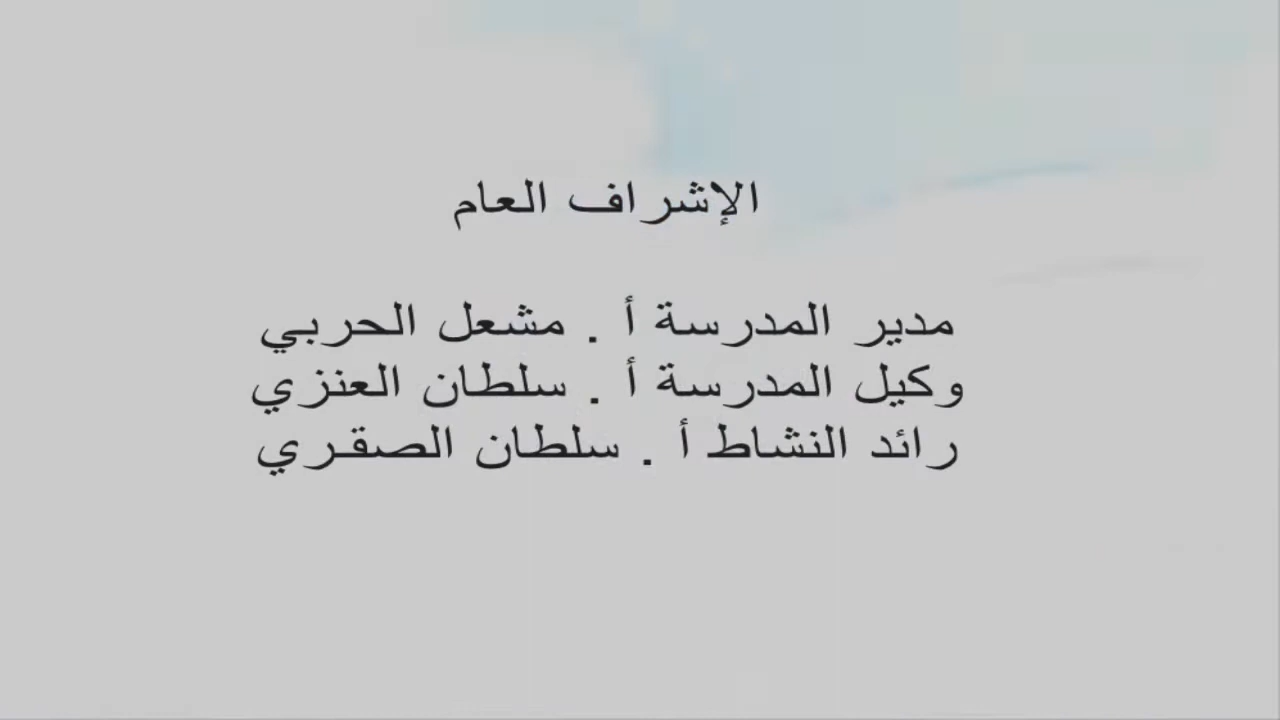 الإشراف العام
مدير المدرسة أ . مشعل الحربي
وكيل المدرسة أ . سلطان العنزي
رائد النشاط أ . سلطان الصقري